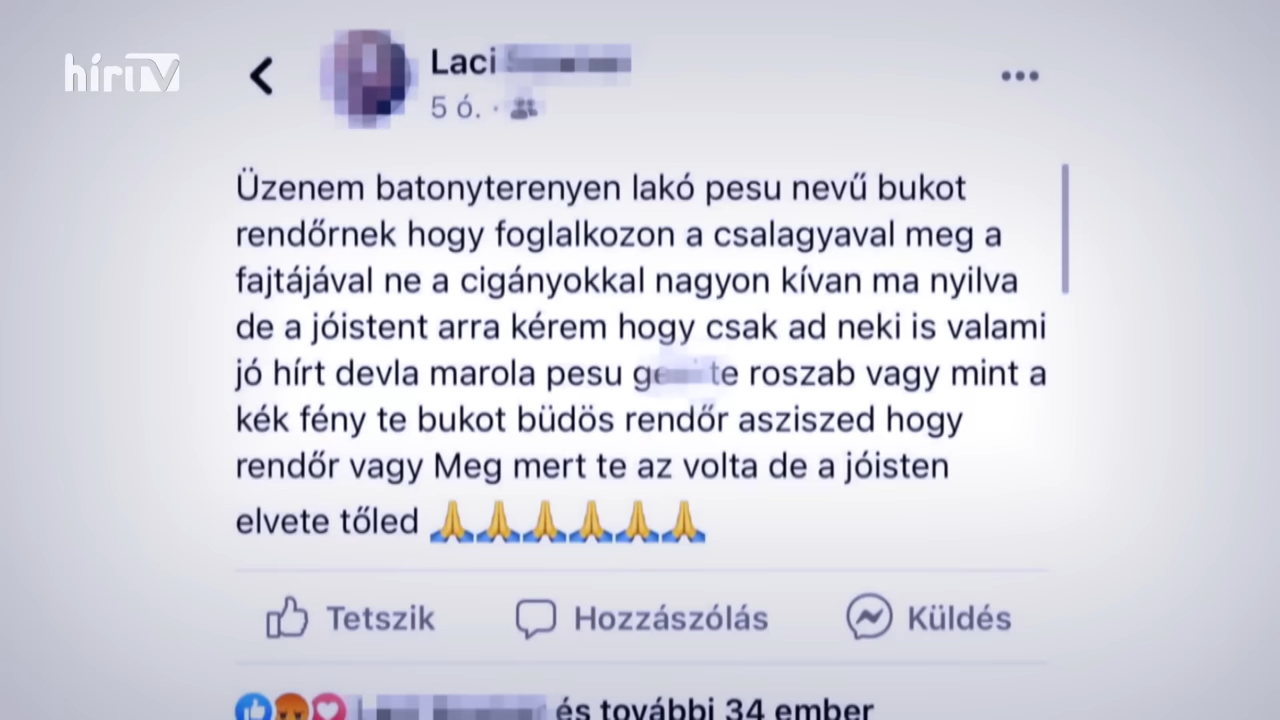 hírTV
Laci
5 ó. ·
Üzenem batonyterenyen lakó pesu nevű bukot
rendőrnek hogy foglalkozon a csalagyaval meg a
fajtájával ne a cigányokkal nagyon kívan ma nyilva
de a jóistent arra kérem hogy csak ad neki is valami
jó hírt devla marola pesu te roszab vagy mint a
kék fény te bukot büdös rendőr asziszed hogy
rendőr vagy Meg mert te az volta de a jóisten
elvete tőled 🙏🙏🙏🙏🙏🙏
Tetszik
Hozzászólás
Küldés
és további 34 ember